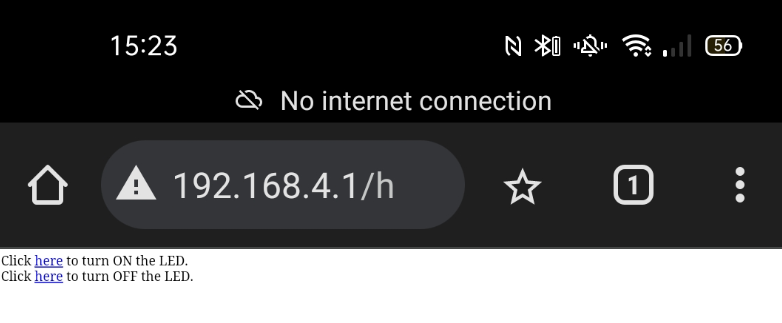 15:23
56
No internet connection
192.168.4.1/h
1
Click here to turn ON the LED.
Click here to turn OFF the LED.